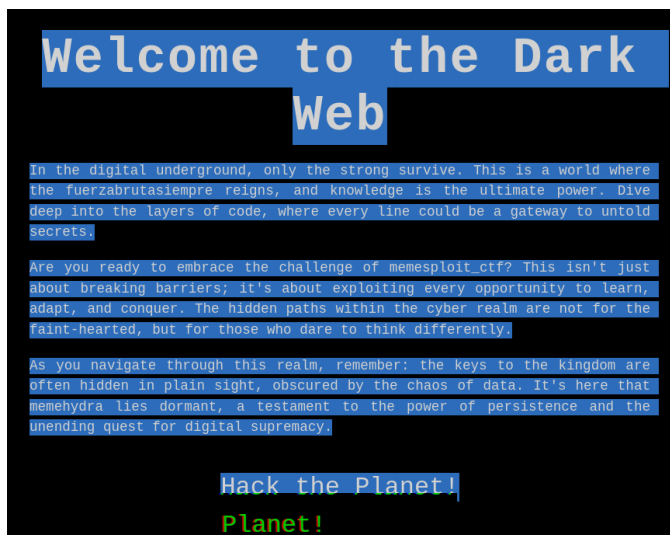 Welcome to the Dark
Web
In the digital underground, only the strong survive. This is a world where
the fuerzabrutasiempre reigns, and knowledge is the ultimate power. Dive
deep into the layers of code, where every line could be a gateway to untold
secrets.
Are you ready to embrace the challenge of memesploit_ctf? This isn't just
about breaking barriers; it's about exploiting every opportunity to learn,
adapt, and conquer. The hidden paths within the cyber realm are not for the
faint-hearted, but for those who dare to think differently.
As you navigate through this realm, remember: the keys to the kingdom are
often hidden in plain sight, obscured by the chaos of data. It's here that
memehydra lies dormant, a testament to the power of persistence and the
unending quest for digital supremacy.
Hack the Planet!
Planet!